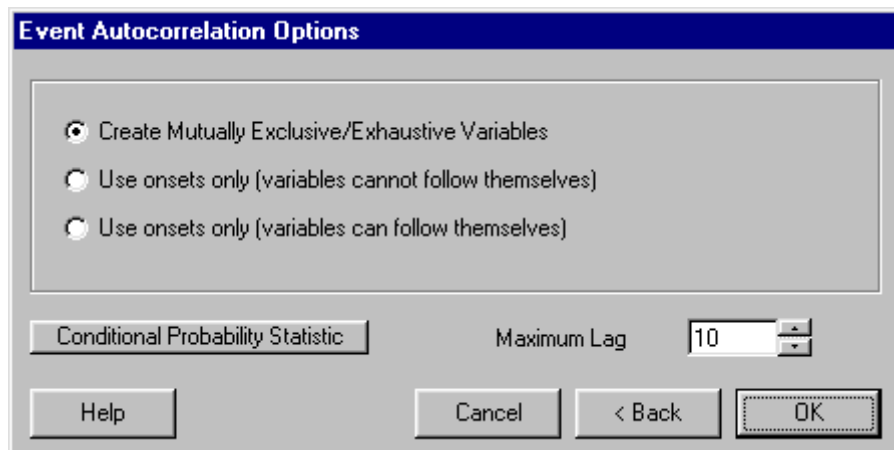 Event Autocorrelation Options
Create Mutually Exclusive/Exhaustive Variables
Use onsets only (variables cannot follow themselves)
Use onsets only (variables can follow themselves)
Conditional Probability Statistic
Maximum Lag
10
Help
Cancel
< Back
OK